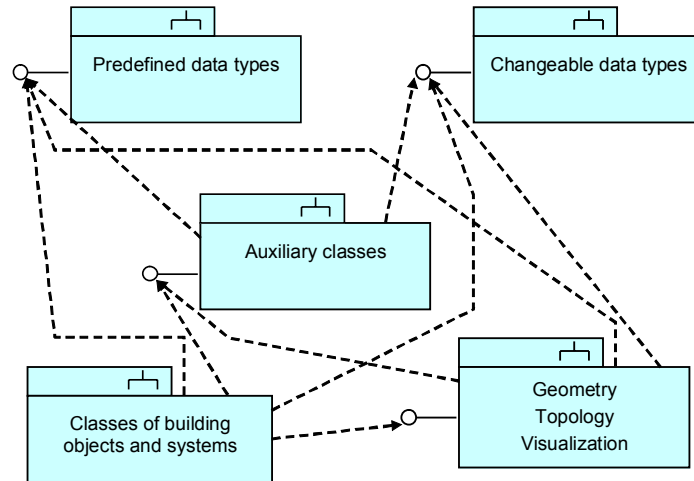 Predefined data types
Changeable data types
Auxiliary classes
Classes of building
objects and systems
Geometry
Topology
Visualization